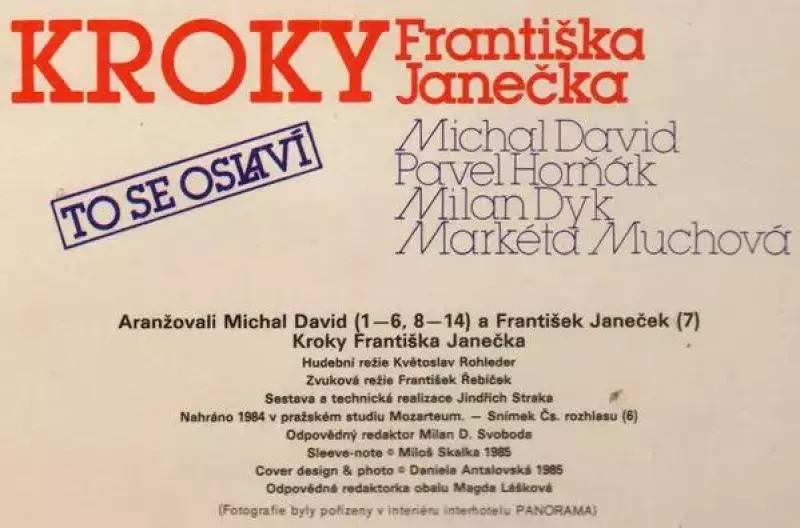 KROKY Františka
Janečka
TO SE OSLAVÍ
Michal David
Pavel Horňák
Milan Dyk
Markéta Muchová
Aranžovali Michal David (1—6, 8—14) a František Janeček (7)
Kroky Františka Janečka
Hudební režie Květoslav Rohleder
Zvuková režie František Řebíček
Sestava a technická realizace Jindřich Straka
Nahráno 1984 v pražském studiu Mozarteum. — Snímek Čs. rozhlasu (6)
Odpovědný redaktor Milan D. Svoboda
Sleeve-note © Miloš Skalka 1985
Cover design & photo © Daniela Antalovská 1985
Odpovědná redaktorka obalu Magda Lášková
(Fotografie byly pořízeny v interiéru interhotelu PANORAMA)